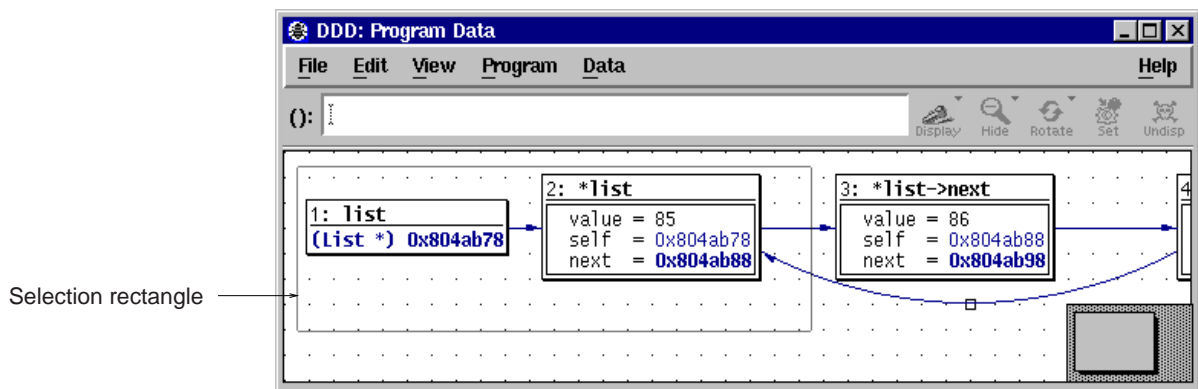 DDD: Program Data
File Edit View Program Data Help
():
Display Hide Rotate Set Undisp
1: list
(List *) 0x804ab78
2: *list
value = 85
self = 0x804ab78
next = 0x804ab88
3: *list->next
value = 86
self = 0x804ab88
next = 0x804ab98
4
Selection rectangle